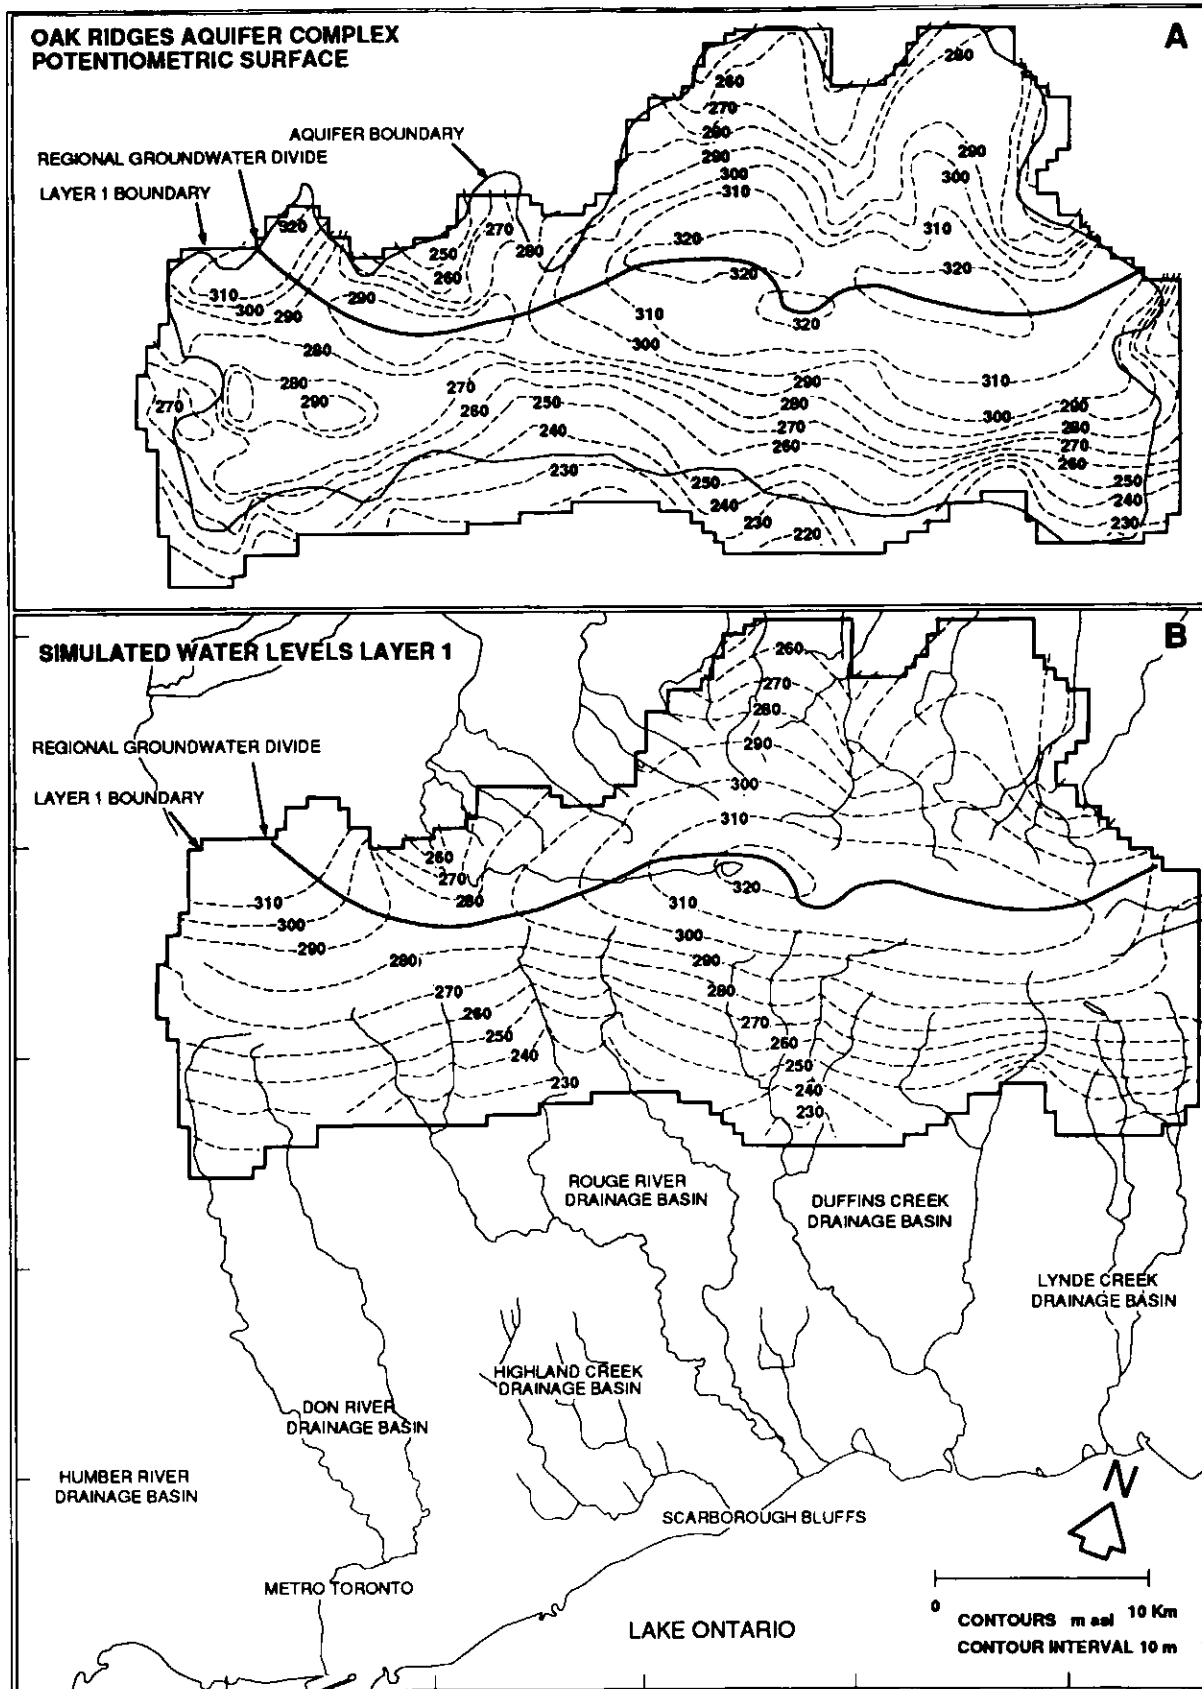 OAK RIDGES AQUIFER COMPLEX
POTENTIOMETRIC SURFACE
A
AQUIFER BOUNDARY
REGIONAL GROUNDWATER DIVIDE
LAYER 1 BOUNDARY
260
280
270
280
290
300
310
290
300
310
320
320
320
320
320
270
280
250
260
290
310
300
290
280
310
300
280
290
270
270
260
250
240
230
290
280
270
260
310
300
290
280
270
260
250
240
230
250
240
230
220
SIMULATED WATER LEVELS LAYER 1
B
REGIONAL GROUNDWATER DIVIDE
LAYER 1 BOUNDARY
260
270
280
290
300
310
320
260
270
280
310
300
290
280
270
260
250
240
230
310
300
290
280
270
260
250
240
230
ROUGE RIVER
DRAINAGE BASIN
DUFFINS CREEK
DRAINAGE BASIN
LYNDE CREEK
DRAINAGE BASIN
HIGHLAND CREEK
DRAINAGE BASIN
DON RIVER
DRAINAGE BASIN
HUMBER RIVER
DRAINAGE BASIN
SCARBOROUGH BLUFFS
METRO TORONTO
LAKE ONTARIO
N
0
10 Km
CONTOURS m asl
CONTOUR INTERVAL 10 m